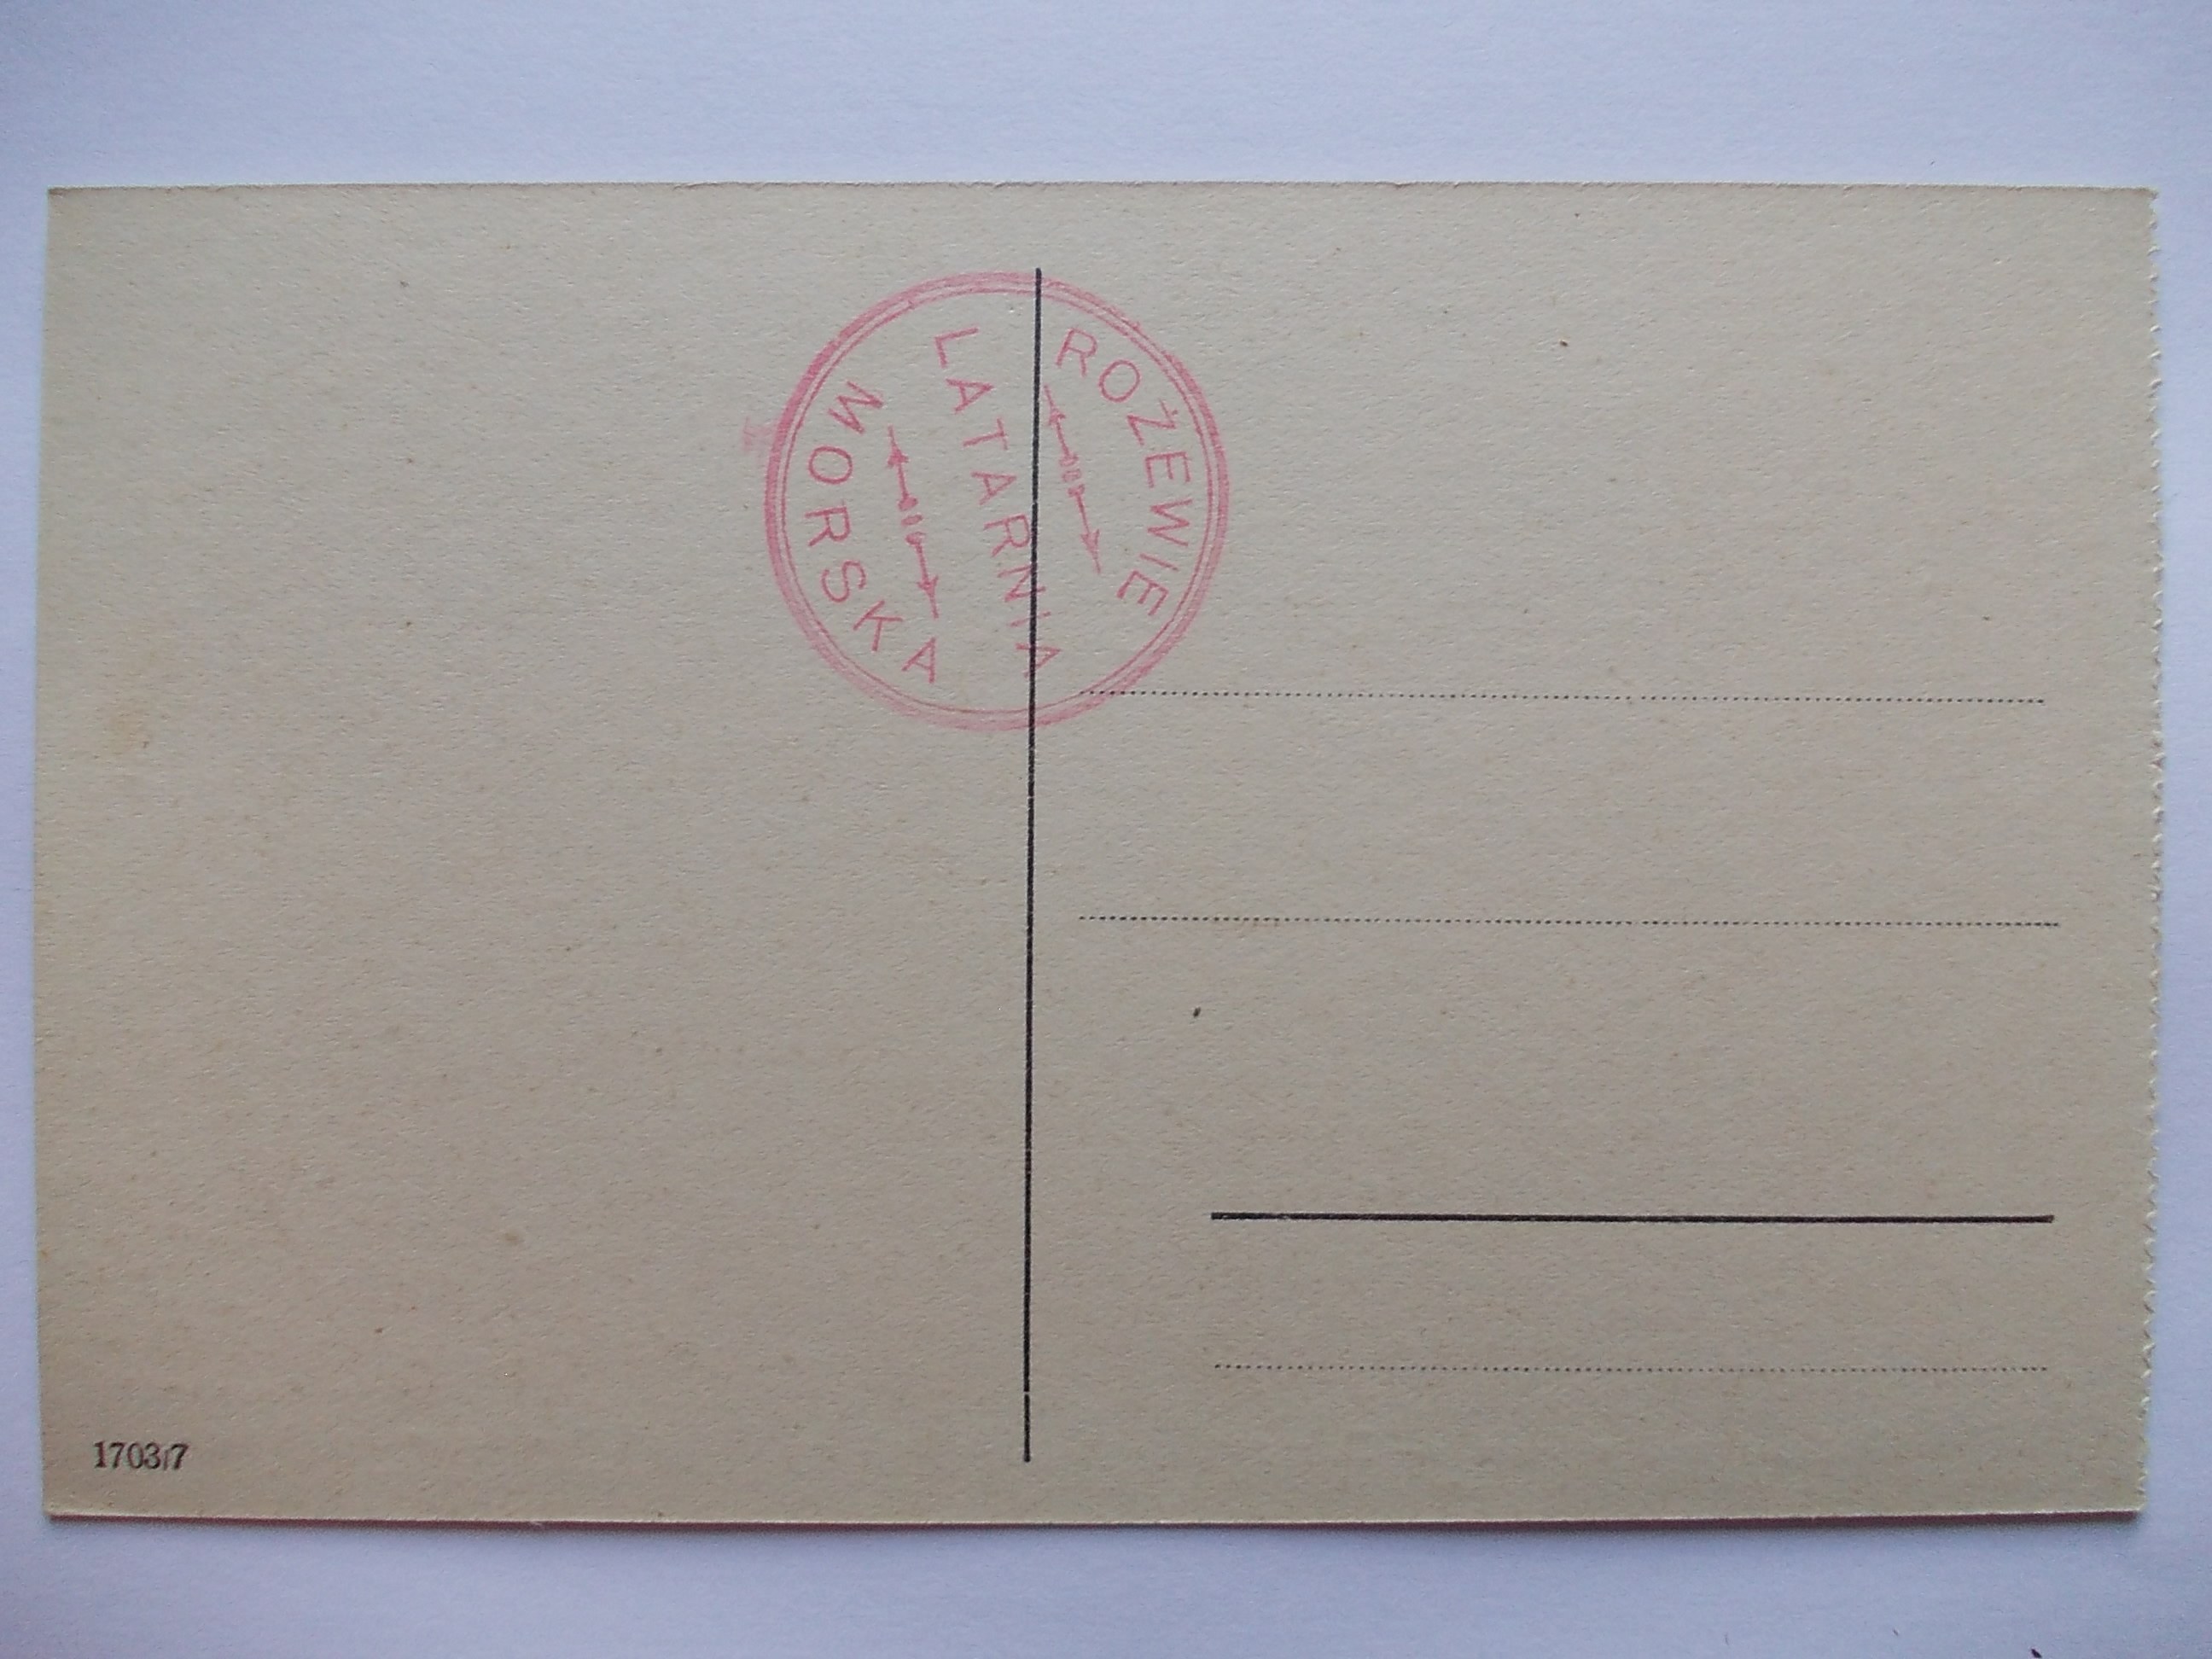 ROŻEWIE
LATARNIA
MORSKA
1703/7